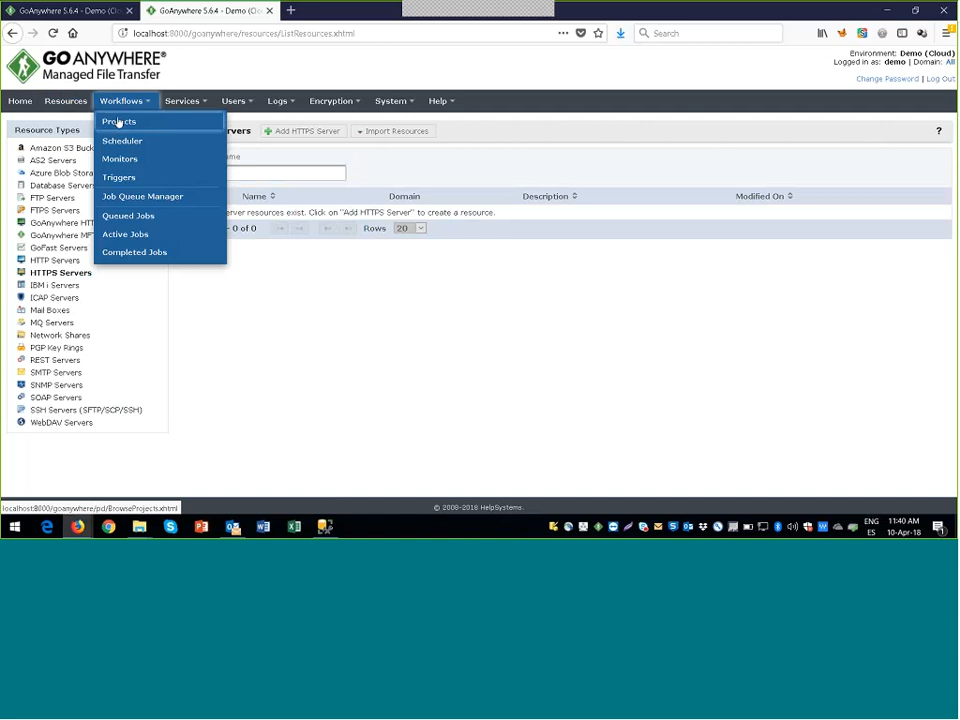 GoAnywhere 5.6.4 - Demo (Clo
GoAnywhere 5.6.4 - Demo (Clo
localhost:8000/goanywhere/resources/ListResources.xhtml
Search
GO ANYWHERE®
Managed File Transfer
Environment: Demo (Cloud)
Logged in as: demo | Domain: All
Change Password | Log Out
Home
Resources
Workflows
Services
Users
Logs
Encryption
System
Help
Projects
Scheduler
Monitors
Triggers
Job Queue Manager
Queued Jobs
Active Jobs
Completed Jobs
Resource Types
Amazon S3 Buck
AS2 Servers
Azure Blob Stora
Database Servers
FTP Servers
FTPS Servers
GoAnywhere HTT
GoAnywhere MF
GoFast Servers
HTTP Servers
HTTPS Servers
IBM i Servers
ICAP Servers
Mail Boxes
MQ Servers
Network Shares
PGP Key Rings
REST Servers
SMTP Servers
SNMP Servers
SOAP Servers
SSH Servers (SFTP/SCP/SSH)
WebDAV Servers
rvers
Add HTTPS Server
Import Resources
?
me
Name
Domain
Description
Modified On
erver resources exist. Click on "Add HTTPS Server" to create a resource.
- 0 of 0
Rows
20
localhost:8000/goanywhere/pd/BrowseProjects.xhtml
© 2008-2018 HelpSystems.
ENG
ES
11:40 AM
10-Apr-18
1